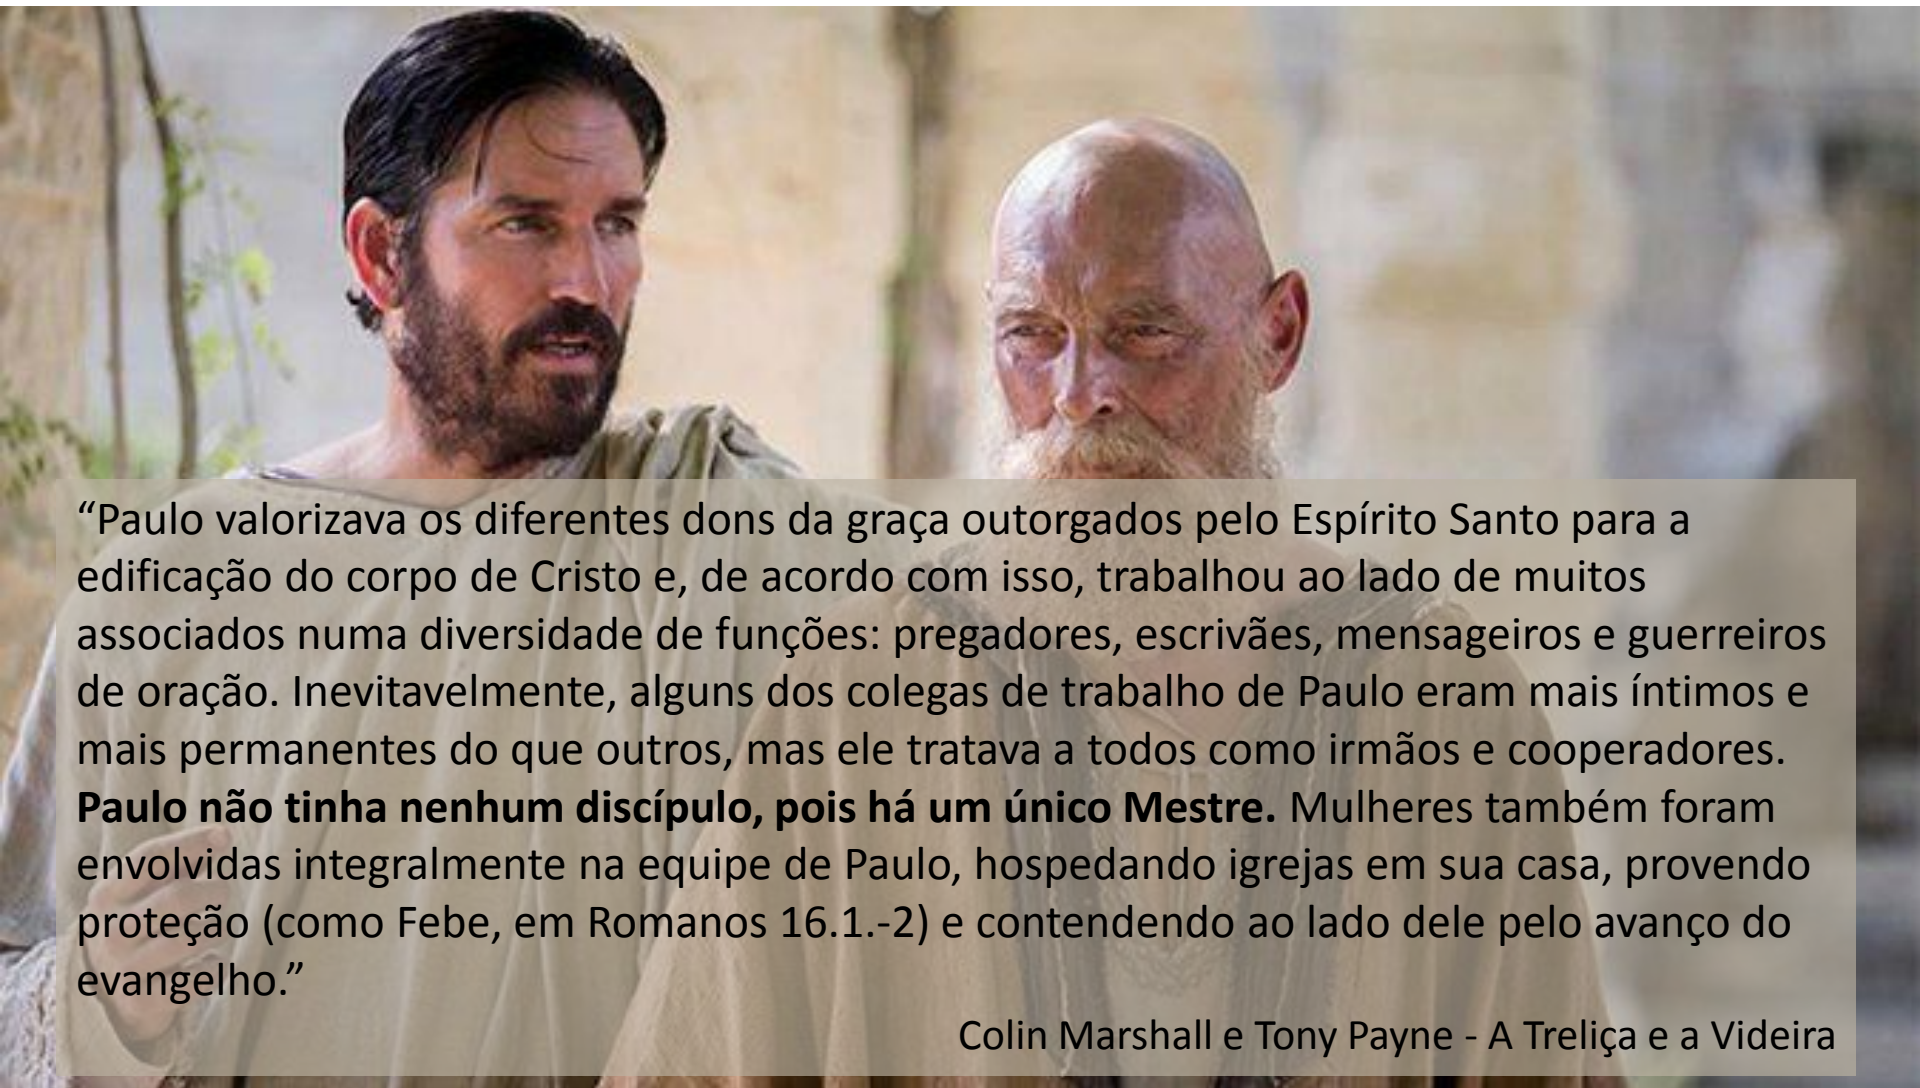 “Paulo valorizava os diferentes dons da graça outorgados pelo Espírito Santo para a
edificação do corpo de Cristo e, de acordo com isso, trabalhou ao lado de muitos
associados numa diversidade de funções: pregadores, escrivães, mensageiros e guerreiros
de oração. Inevitavelmente, alguns dos colegas de trabalho de Paulo eram mais íntimos e
mais permanentes do que outros, mas ele tratava a todos como irmãos e cooperadores.
Paulo não tinha nenhum discípulo, pois há um único Mestre. Mulheres também foram
envolvidas integralmente na equipe de Paulo, hospedando igrejas em sua casa, provendo
proteção (como Febe, em Romanos 16.1.-2) e contendendo ao lado dele pelo avanço do
evangelho.”
Colin Marshall e Tony Payne - A Treliça e a Videira